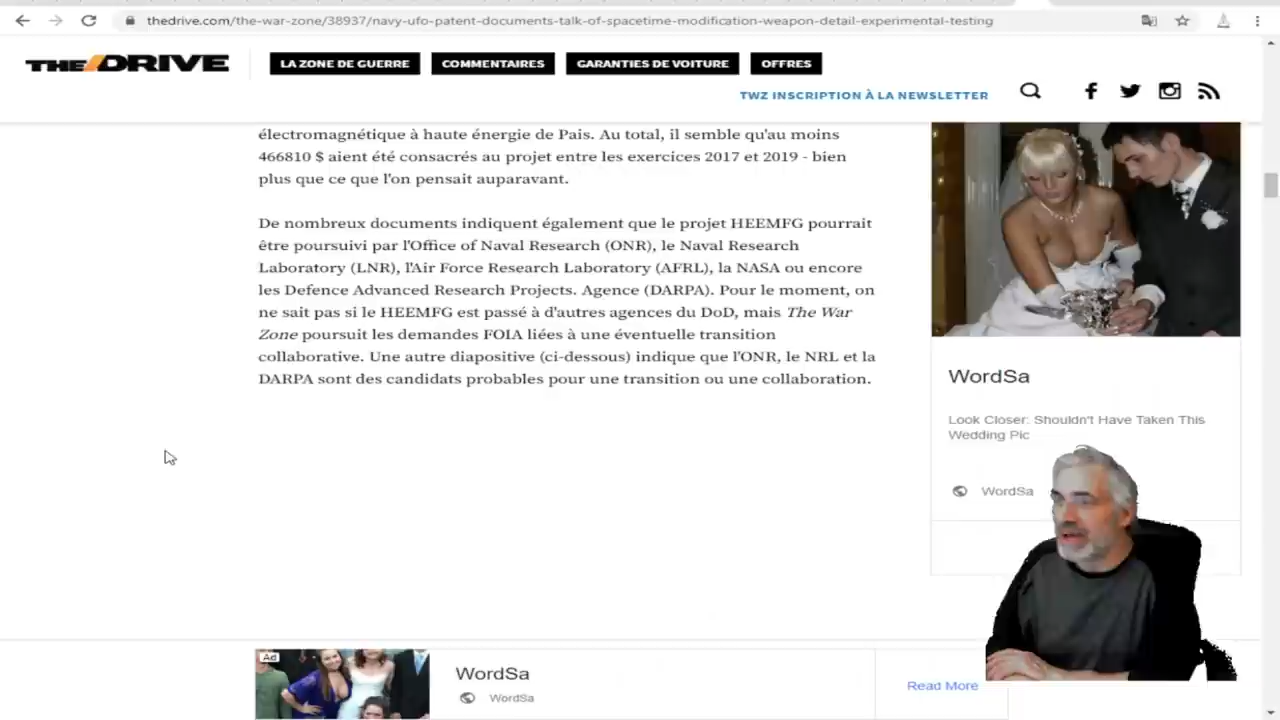 thedrive.com/the-war-zone/38937/navy-ufo-patent-documents-talk-of-spacetime-modification-weapon-detail-experimental-testing
THE/DRIVE
LA ZONE DE GUERRE
COMMENTAIRES
GARANTIES DE VOITURE
OFFRES
TWZ INSCRIPTION À LA NEWSLETTER
électromagnétique à haute énergie de Pais. Au total, il semble qu'au moins
466810 $ aient été consacrés au projet entre les exercices 2017 et 2019 - bien
plus que ce que l'on pensait auparavant.
De nombreux documents indiquent également que le projet HEEMFG pourrait
être poursuivi par l'Office of Naval Research (ONR), le Naval Research
Laboratory (LNR), l'Air Force Research Laboratory (AFRL), la NASA ou encore
les Defence Advanced Research Projects. Agence (DARPA). Pour le moment, on
ne sait pas si le HEEMFG est passé à d'autres agences du DoD, mais The War
Zone poursuit les demandes FOIA liées à une éventuelle transition
collaborative. Une autre diapositive (ci-dessous) indique que l'ONR, le NRL et la
DARPA sont des candidats probables pour une transition ou une collaboration.
WordSa
Look Closer: Shouldn't Have Taken This
Wedding Pic
WordSa
Ad
WordSa
WordSa
Read More